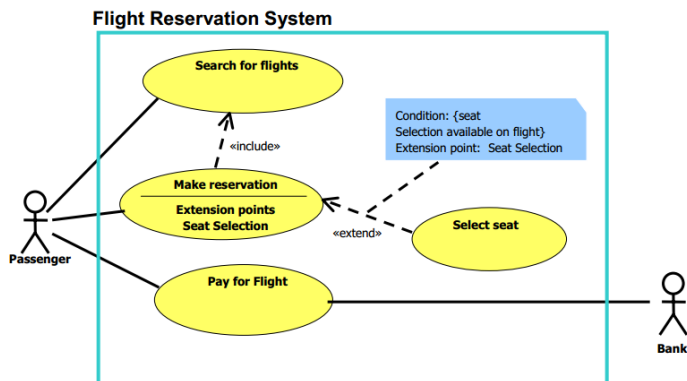 Flight Reservation System
Search for flights
Condition: {seat
Selection available on flight}
Extension point:  Seat Selection
«include»
Make reservation
Extension points
Seat Selection
«extend»
Select seat
Passenger
Pay for Flight
Bank